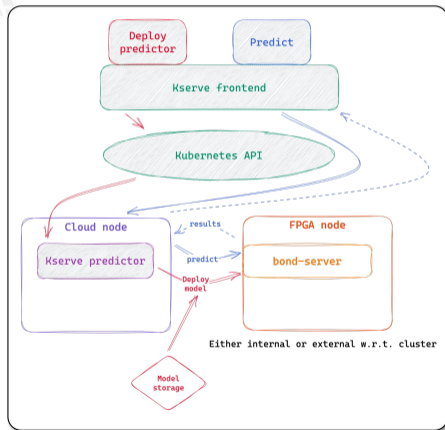 Deploy
predictor
Predict
Kserve frontend
Kubernetes API
Cloud node
results
FPGA node
Kserve predictor
predict
bond-server
Deploy
model
Either internal or external w.r.t. cluster
Model
storage